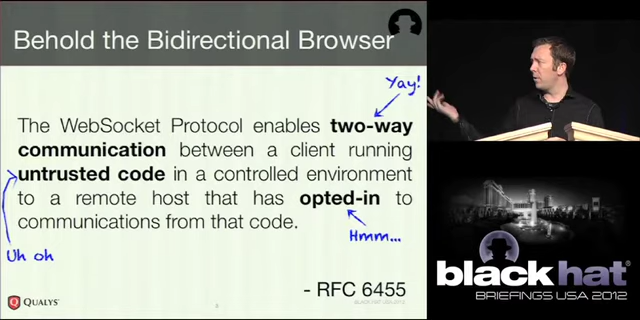 Behold the Bidirectional Browser
Yay!
The WebSocket Protocol enables two-way
communication between a client running
untrusted code in a controlled environment
to a remote host that has opted-in to
communications from that code.
Uh oh
Hmm...
- RFC 6455
QUALYS
black hat
BRIEFINGS USA 2012